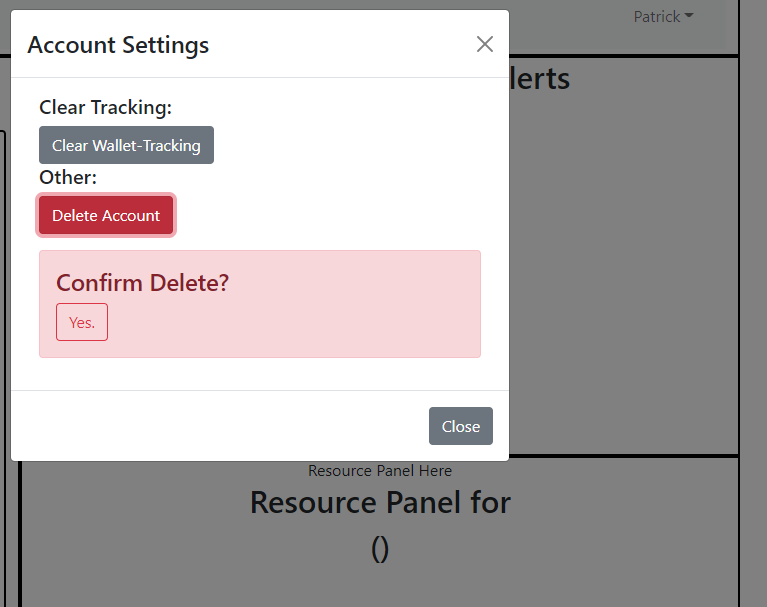 Patrick
Account Settings
lerts
Clear Tracking:
Clear Wallet-Tracking
Other:
Delete Account
Confirm Delete?
Yes.
Close
Resource Panel Here
Resource Panel for
()